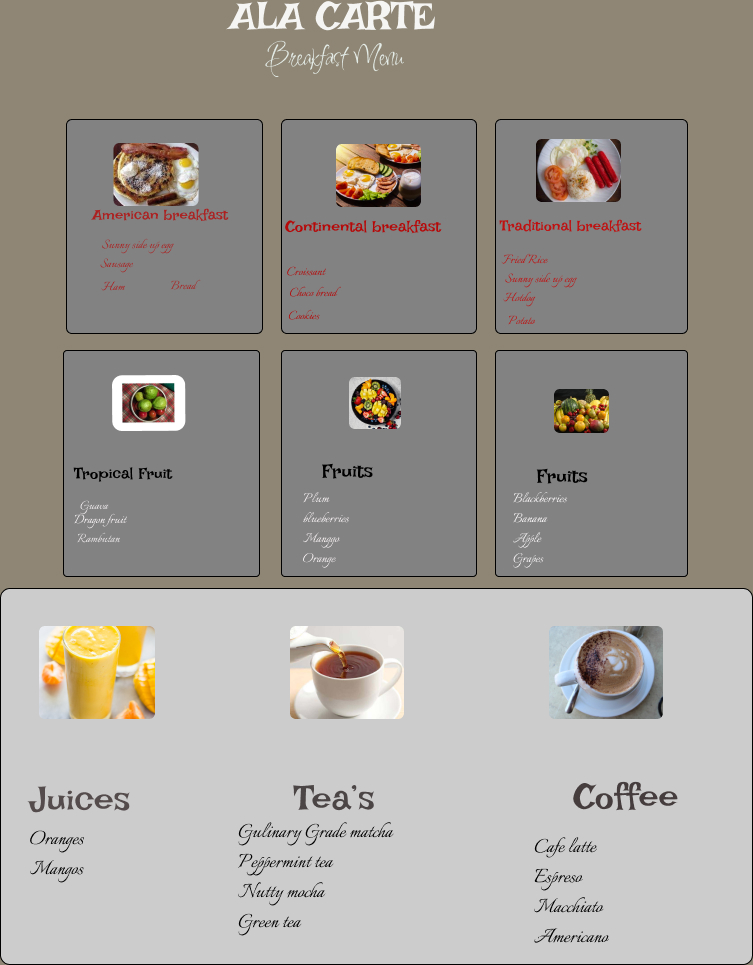 ALA CARTE
Breakfast Menu
American breakfast
Sunny side up egg
Sausage
Ham Bread
Continental breakfast
Croissant
Choco bread
Cookies
Traditional breakfast
Fried Rice
Sunny side up egg
Hotdog
Potato
Tropical Fruit
Guava
Dragon fruit
Rambutan
Fruits
Plum
blueberries
Manggo
Orange
Fruits
Blackberries
Banana
Apple
Grapes
Juices
Oranges
Mangos
Tea's
Gulinary Grade matcha
Peppermint tea
Nutty mocha
Green tea
Coffee
Cafe latte
Espreso
Macchiato
Americano